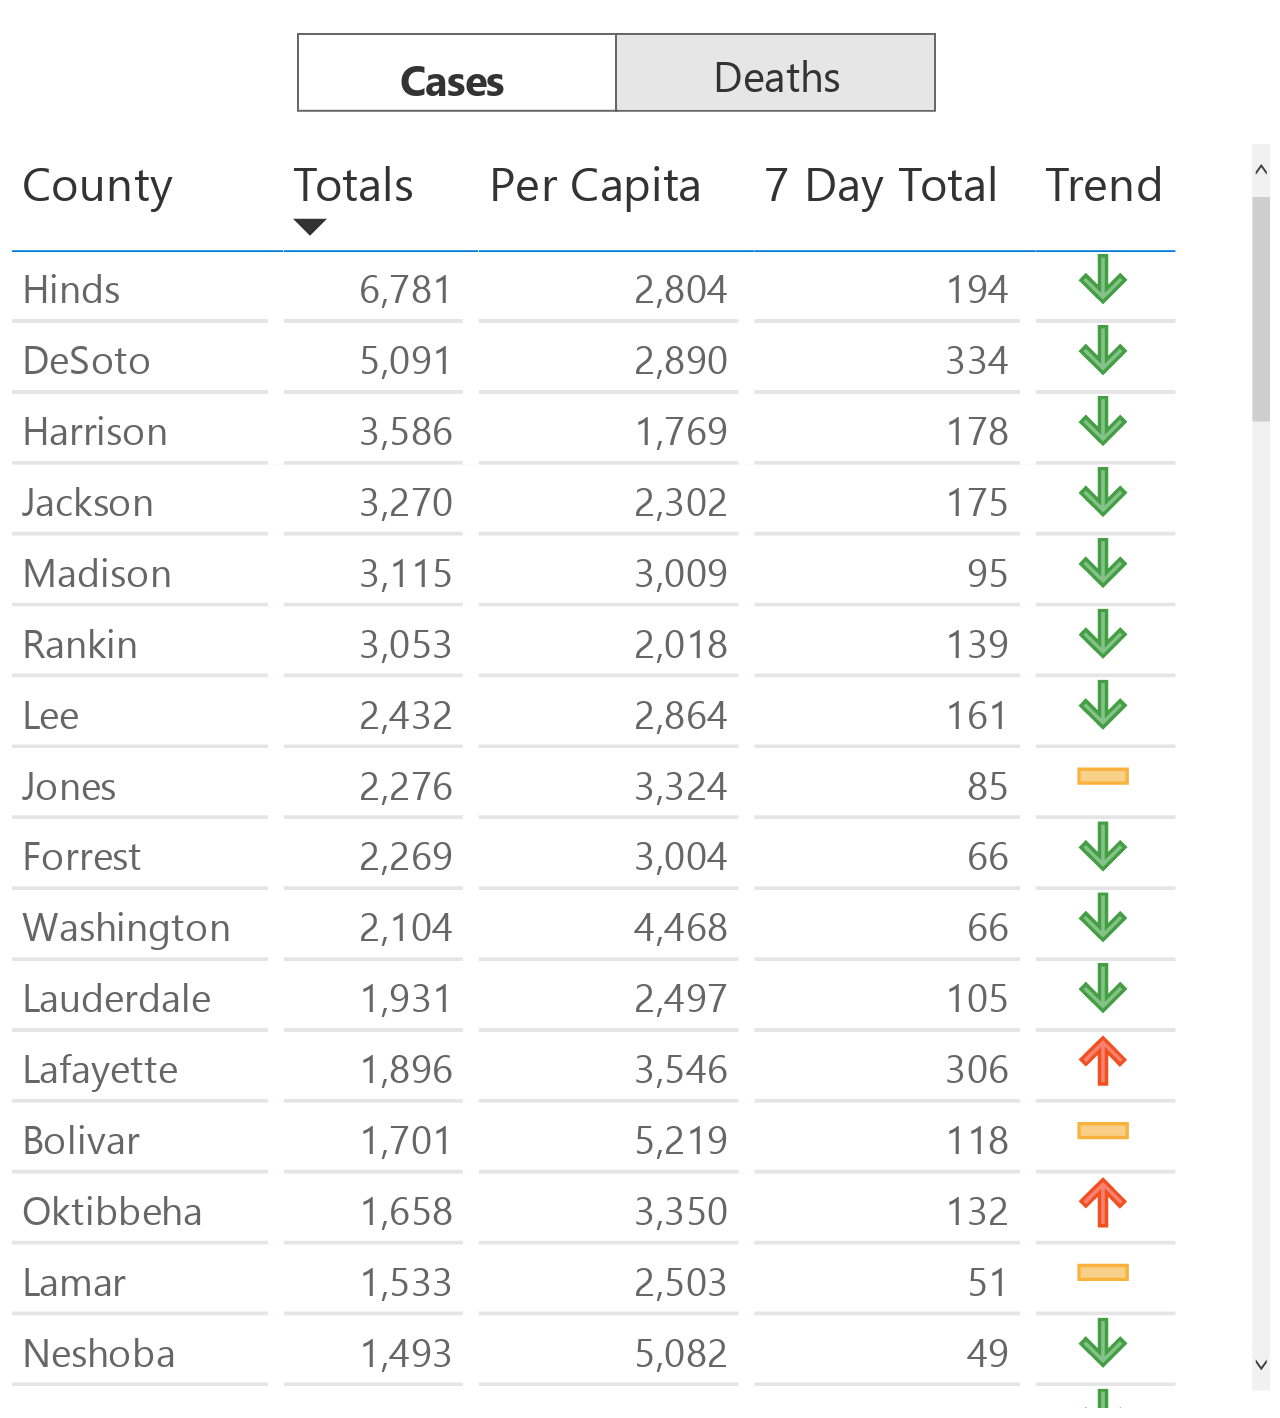 Cases Deaths
County Totals Per Capita 7 Day Total Trend
Hinds 6,781 2,804 194
DeSoto 5,091 2,890 334
Harrison 3,586 1,769 178
Jackson 3,270 2,302 175
Madison 3,115 3,009 95
Rankin 3,053 2,018 139
Lee 2,432 2,864 161
Jones 2,276 3,324 85
Forrest 2,269 3,004 66
Washington 2,104 4,468 66
Lauderdale 1,931 2,497 105
Lafayette 1,896 3,546 306
Bolivar 1,701 5,219 118
Oktibbeha 1,658 3,350 132
Lamar 1,533 2,503 51
Neshoba 1,493 5,082 49